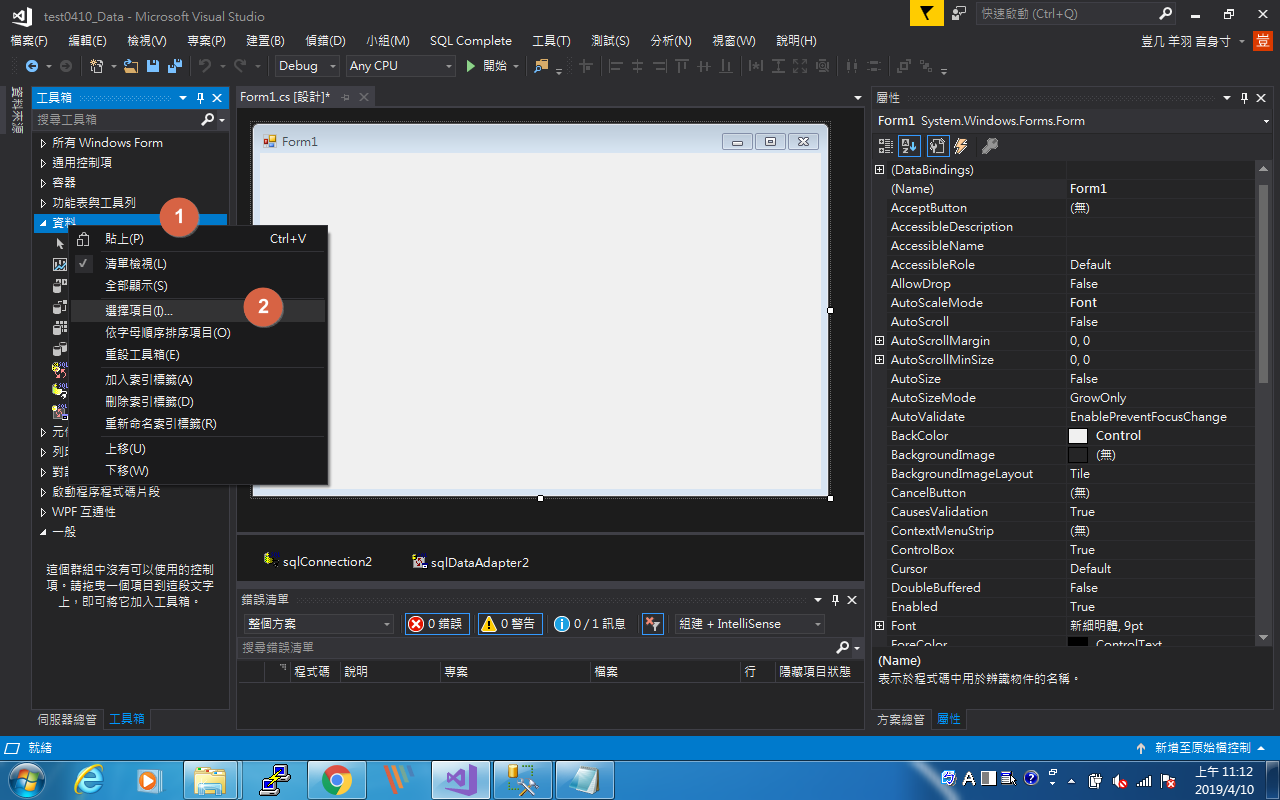 test0410_Data - Microsoft Visual Studio
快速啟動 (Ctrl+Q)
檔案(F) 編輯(E) 檢視(V) 專案(P) 建置(B) 偵錯(D) 小組(M) SQL Complete 工具(T) 測試(S) 分析(N) 視窗(W) 說明(H)
豈几 羊羽 言身寸
豈
Debug Any CPU 開始
資料來源
工具箱
搜尋工具箱
所有 Windows Form
通用控制項
容器
功能表與工具列
資料
1
貼上(P) Ctrl+V
清單檢視(L)
全部顯示(S)
選擇項目(I)...
2
依字母順序排序項目(O)
重設工具箱(E)
加入索引標籤(A)
刪除索引標籤(D)
重新命名索引標籤(R)
上移(U)
下移(W)
啟動程序程式碼片段
WPF 互通性
一般
這個群組中沒有可以使用的控制
項。請拖曳一個項目到這段文字
上，即可將它加入工具箱。
伺服器總管 工具箱
Form1.cs [設計]*
Form1
sqlConnection2 sqlDataAdapter2
錯誤清單
整個方案 0 錯誤 0 警告 0 / 1 訊息 組建 + IntelliSense
搜尋錯誤清單
程式碼 說明 專案 檔案 行 隱藏項目狀態
屬性
Form1 System.Windows.Forms.Form
(DataBindings)
(Name) Form1
AcceptButton (無)
AccessibleDescription
AccessibleName
AccessibleRole Default
AllowDrop False
AutoScaleMode Font
AutoScroll False
AutoScrollMargin 0, 0
AutoScrollMinSize 0, 0
AutoSize False
AutoSizeMode GrowOnly
AutoValidate EnablePreventFocusChange
BackColor Control
BackgroundImage (無)
BackgroundImageLayout Tile
CancelButton (無)
CausesValidation True
ContextMenuStrip (無)
ControlBox True
Cursor Default
DoubleBuffered False
Enabled True
Font 新細明體, 9pt
ForeColor ControlText
(Name)
表示於程式碼中用於辨識物件的名稱。
方案總管 屬性
就緒
新增至原始檔控制
上午 11:12
2019/4/10